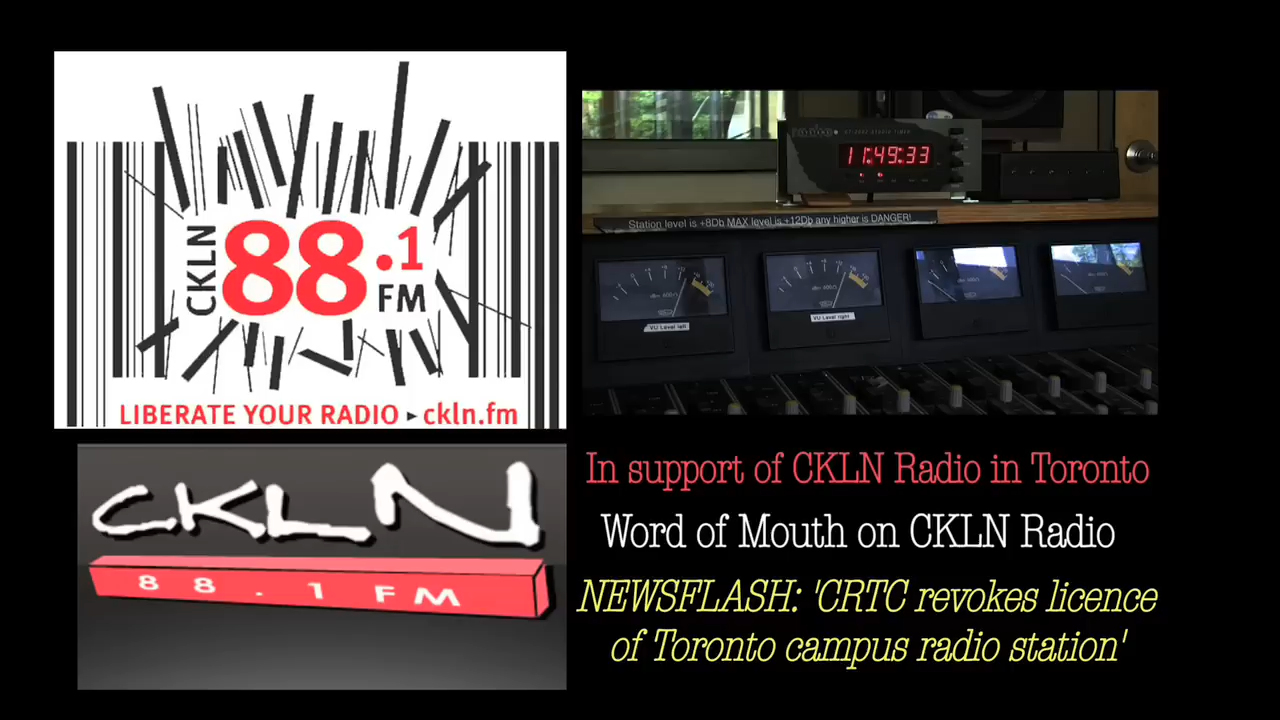 CKLN 88.1 FM
LIBERATE YOUR RADIO ▸ ckln.fm
11:49:33
Station level is +8Db MAX level is +12Db any higher is DANGER!
VU Level left
VU Level right
CKLN
88.1 FM
In support of CKLN Radio in Toronto
Word of Mouth on CKLN Radio
NEWSFLASH: 'CRTC revokes licence
of Toronto campus radio station'